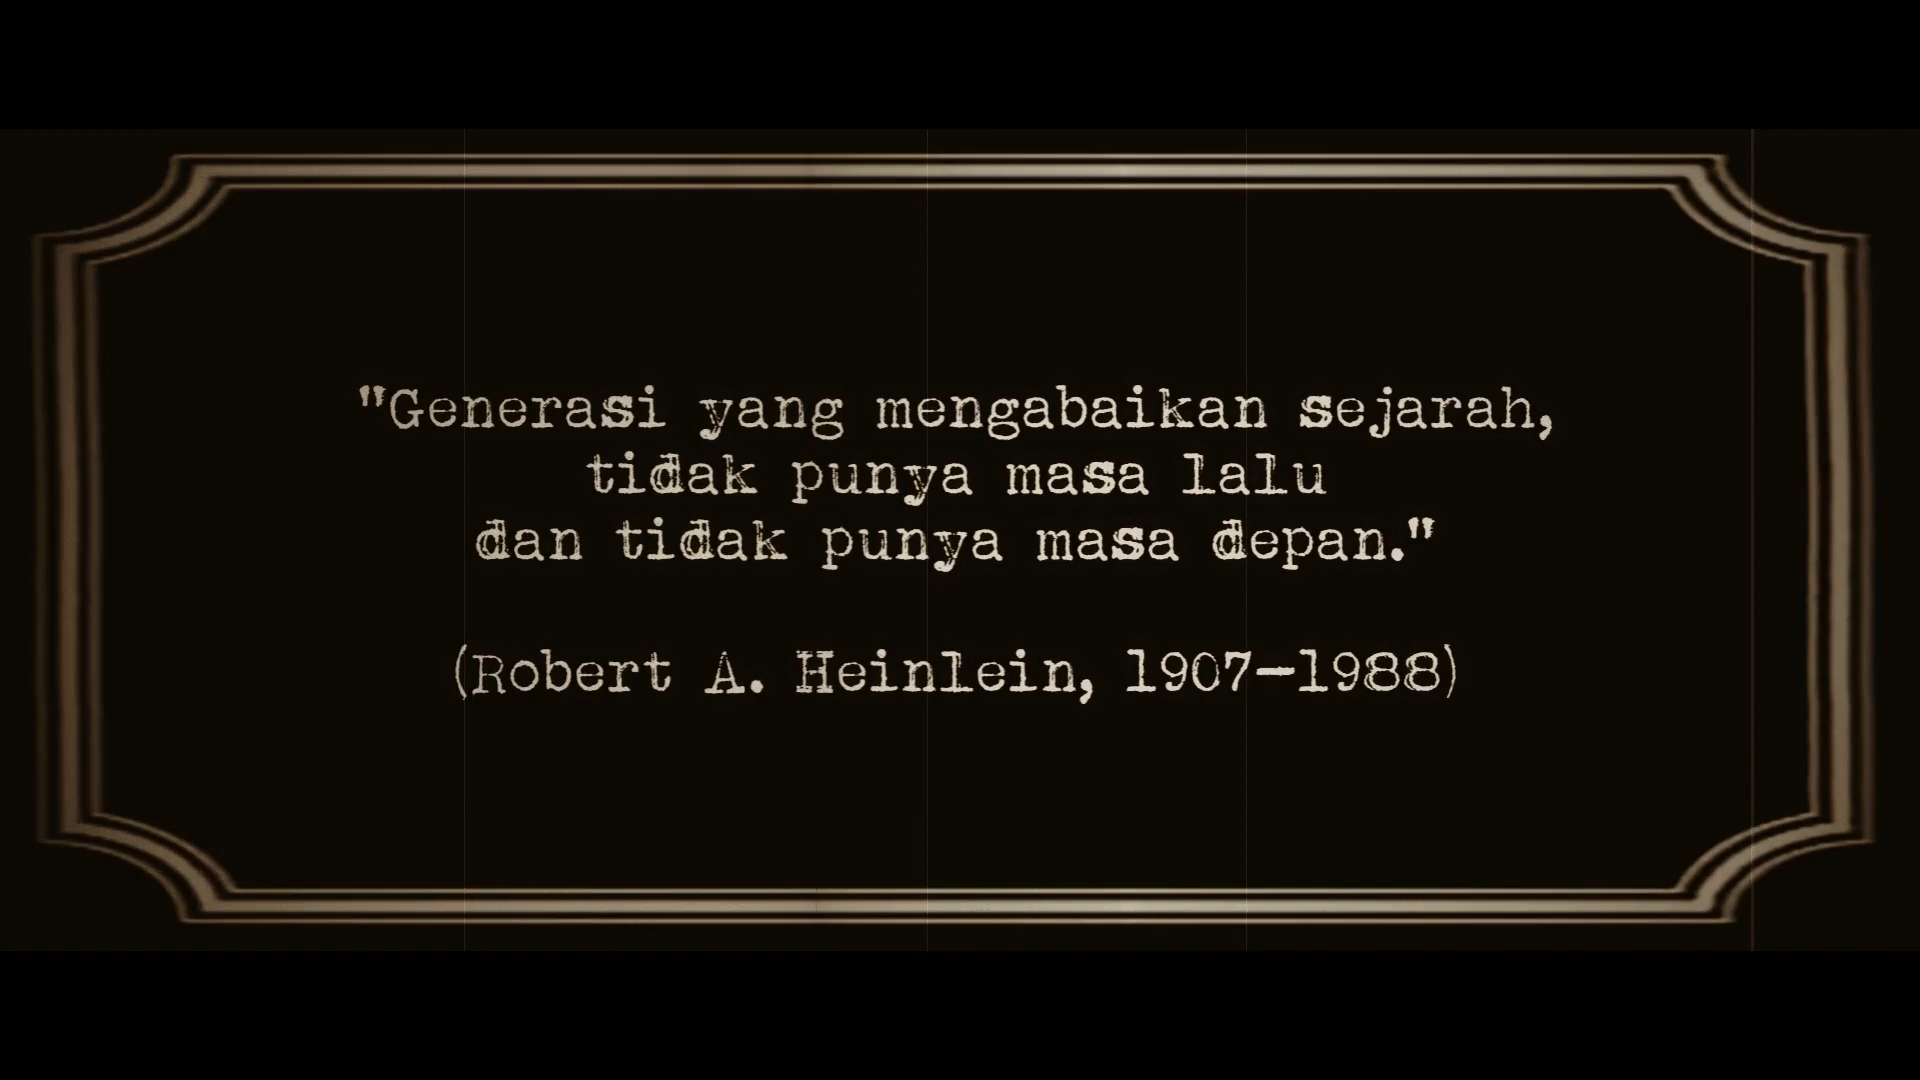 "Generasi yang mengabaikan sejarah,
tidak punya masa lalu
dan tidak punya masa depan."
(Robert A. Heinlein, 1907–1988)